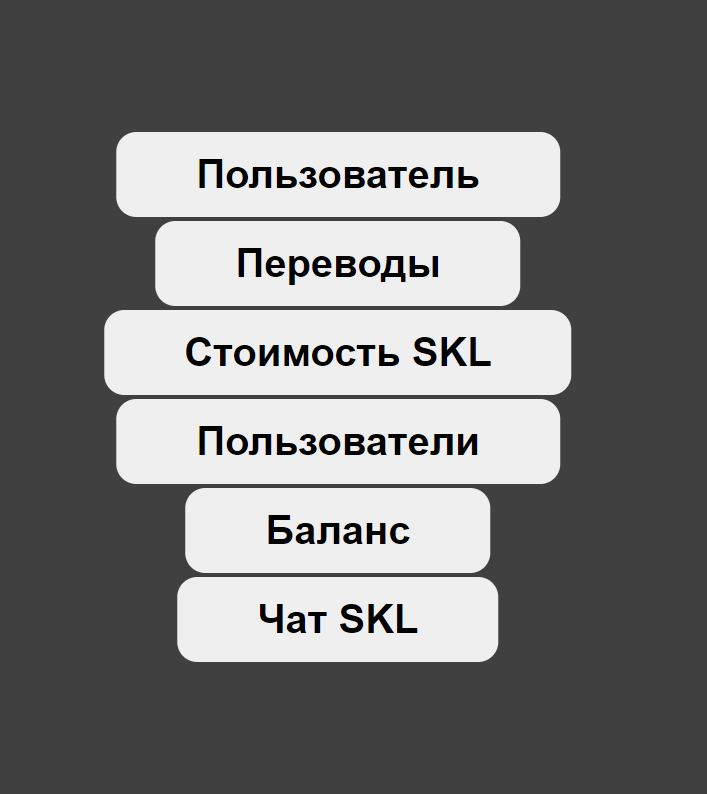 Пользователь
Переводы
Стоимость SKL
Пользователи
Баланс
Чат SKL